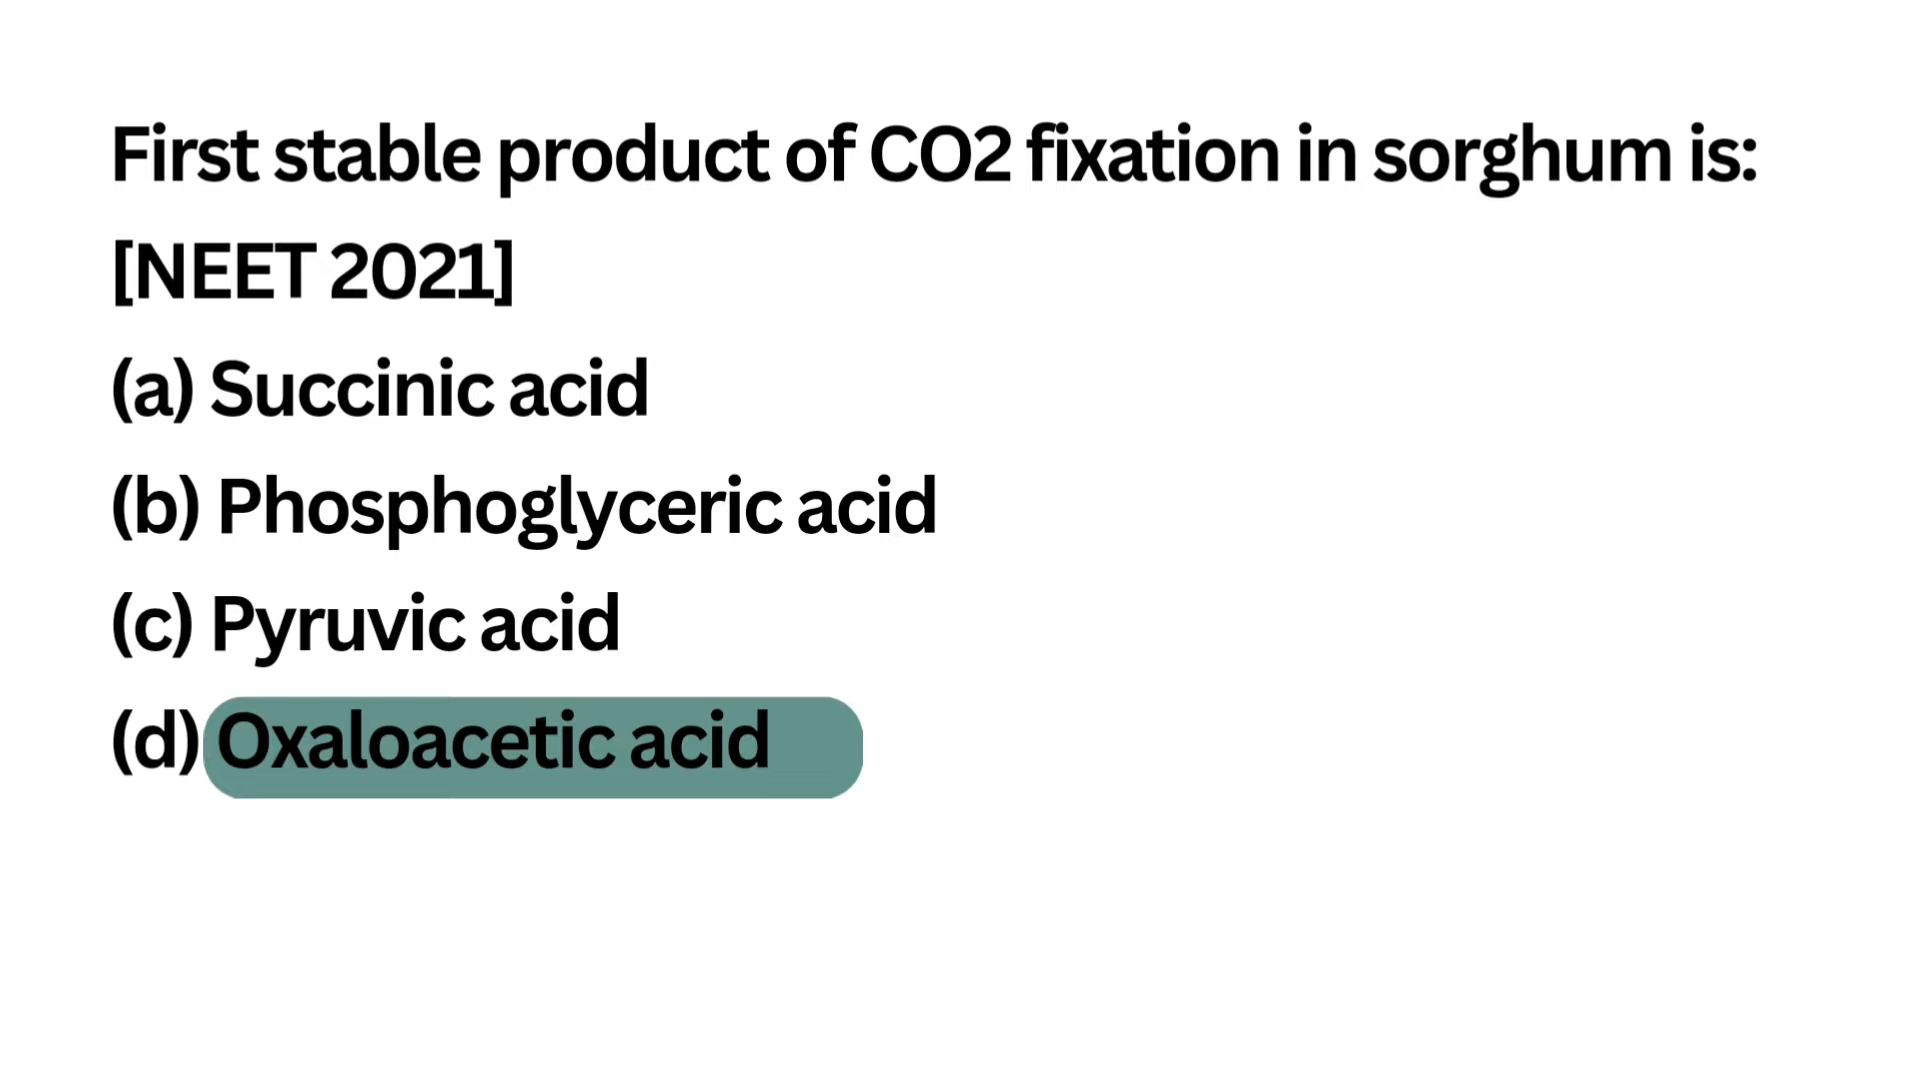 First stable product of CO2 fixation in sorghum is:
[NEET 2021]
(a) Succinic acid
(b) Phosphoglyceric acid
(c) Pyruvic acid
(d) Oxaloacetic acid